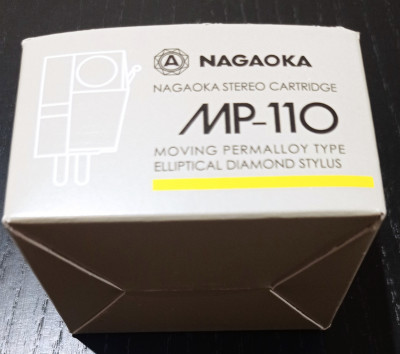 A NAGAOKA
NAGAOKA STEREO CARTRIDGE
MP-110
MOVING PERMALLOY TYPE
ELLIPTICAL DIAMOND STYLUS